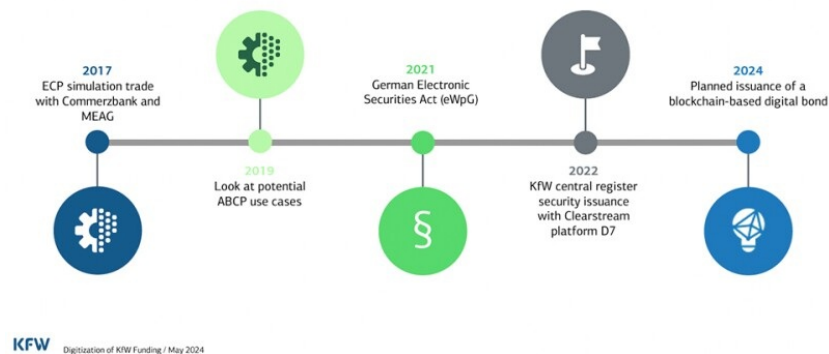 2017
ECP simulation trade
with Commerzbank and
MEAG
2019
Look at potential
ABCP use cases
2021
German Electronic
Securities Act (eWpG)
§
2022
KfW central register
security issuance
with Clearstream
platform D7
2024
Planned issuance of a
blockchain-based digital bond
KFW
Digitization of KfW Funding / May 2024